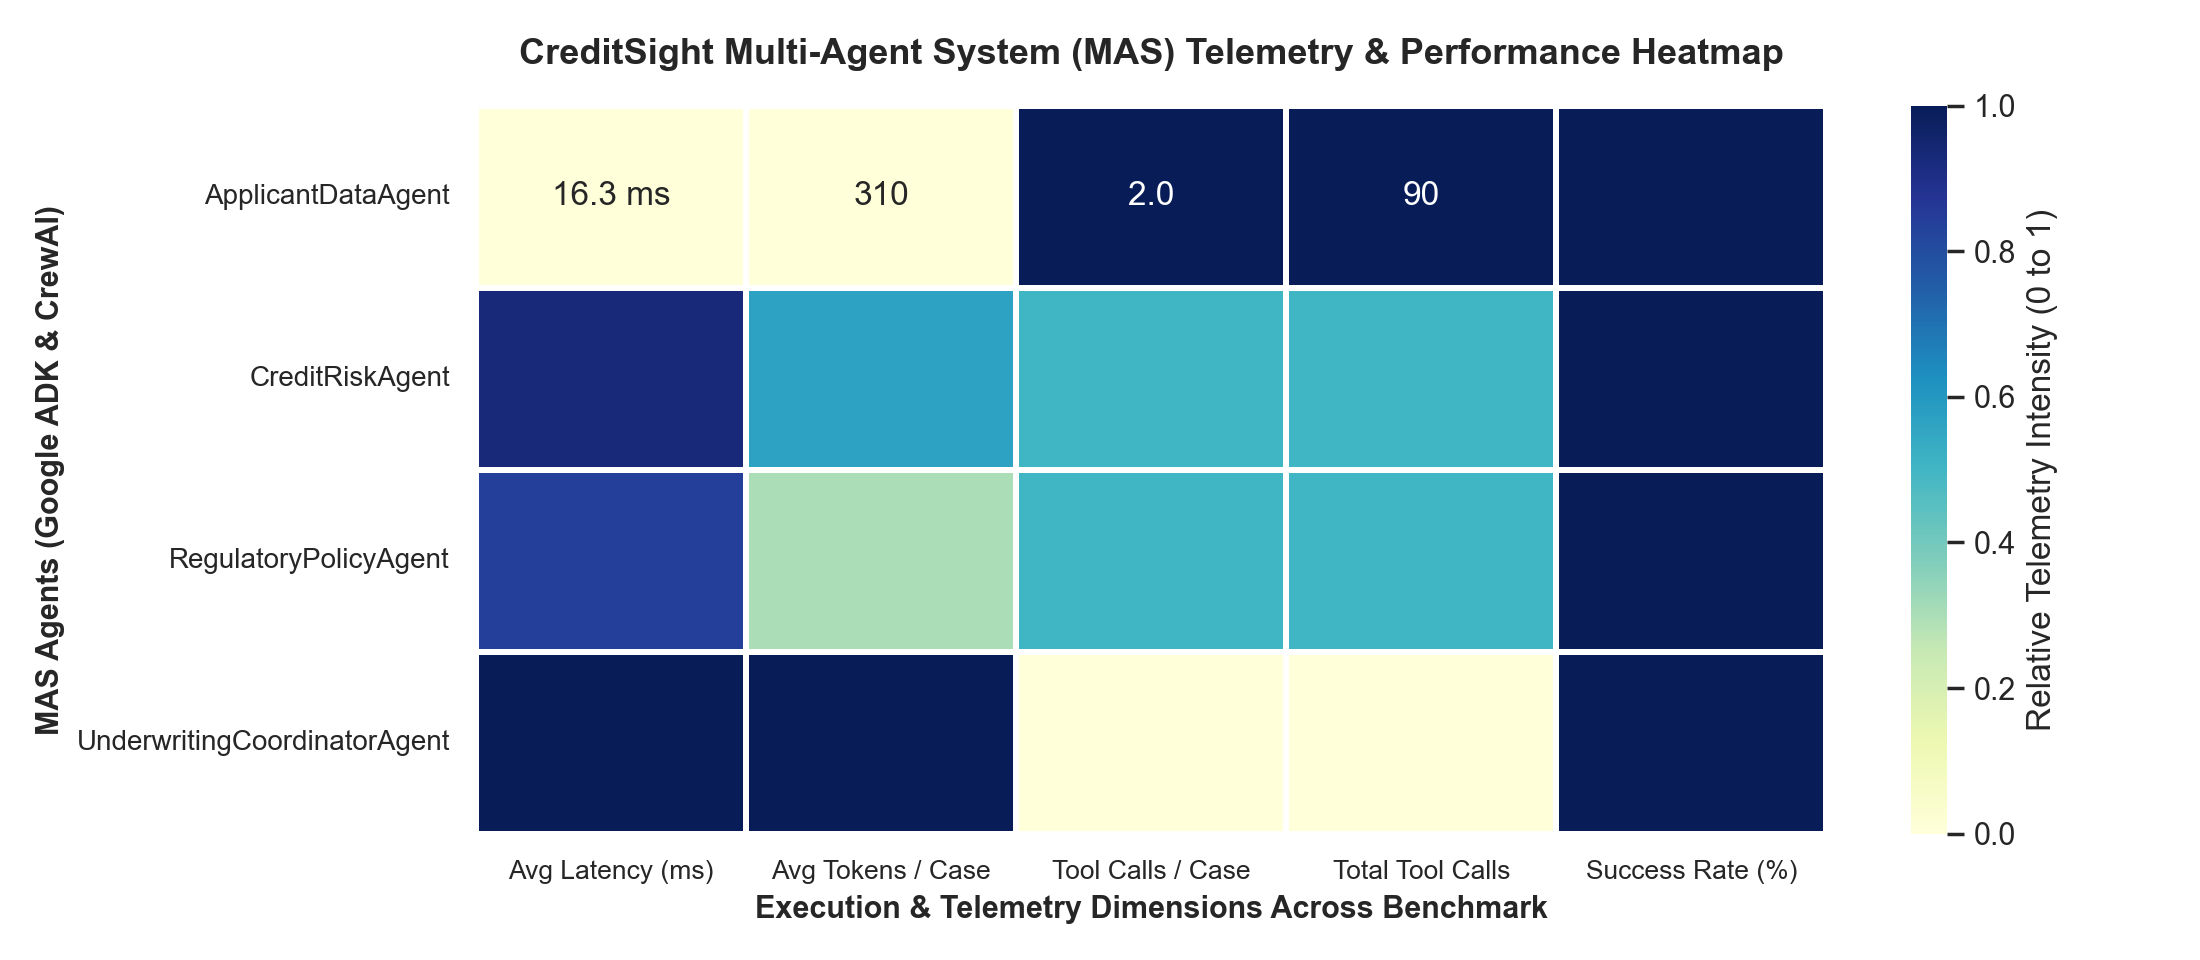 CreditSight Multi-Agent System (MAS) Telemetry & Performance Heatmap
MAS Agents (Google ADK & CrewAI)
ApplicantDataAgent
16.3 ms
310
2.0
90
CreditRiskAgent
RegulatoryPolicyAgent
UnderwritingCoordinatorAgent
Avg Latency (ms)
Avg Tokens / Case
Tool Calls / Case
Total Tool Calls
Success Rate (%)
Execution & Telemetry Dimensions Across Benchmark
1.0
0.8
0.6
0.4
0.2
0.0
Relative Telemetry Intensity (0 to 1)